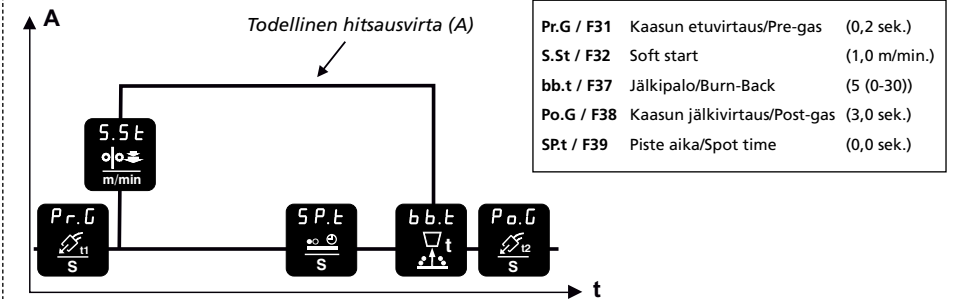 A
Todellinen hitsausvirta (A)
S.St
m/min
Pr.G
t1
S
SP.t
S
bb.t
t
Po.G
t2
S
t
Pr.G / F31 Kaasun etuvirtaus/Pre-gas (0,2 sek.)
S.St / F32 Soft start (1,0 m/min.)
bb.t / F37 Jälkipalo/Burn-Back (5 (0-30))
Po.G / F38 Kaasun jälkivirtaus/Post-gas (3,0 sek.)
SP.t / F39 Piste aika/Spot time (0,0 sek.)